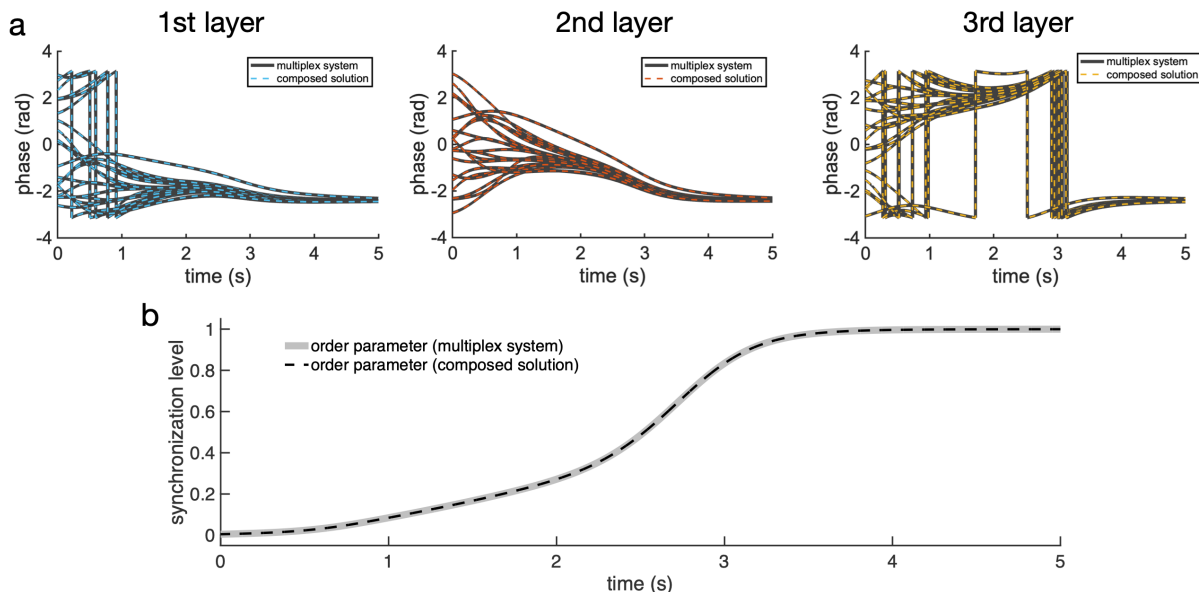 a
1st layer
2nd layer
3rd layer
4
2
0
-2
-4
phase (rad)
multiplex system
composed solution
0 1 2 3 4 5
time (s)
4
2
0
-2
-4
phase (rad)
multiplex system
composed solution
0 1 2 3 4 5
time (s)
4
2
0
-2
-4
phase (rad)
multiplex system
composed solution
0 1 2 3 4 5
time (s)
b
1
0.8
0.6
0.4
0.2
0
synchronization level
order parameter (multiplex system)
order parameter (composed solution)
0 1 2 3 4 5
time (s)